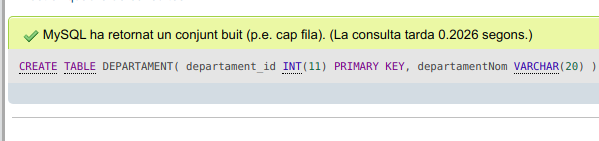 MySQL ha retornat un conjunt buit (p.e. cap fila). (La consulta tarda 0.2026 segons.)
CREATE TABLE DEPARTAMENT( departament_id INT(11) PRIMARY KEY, departamentNom VARCHAR(20) )